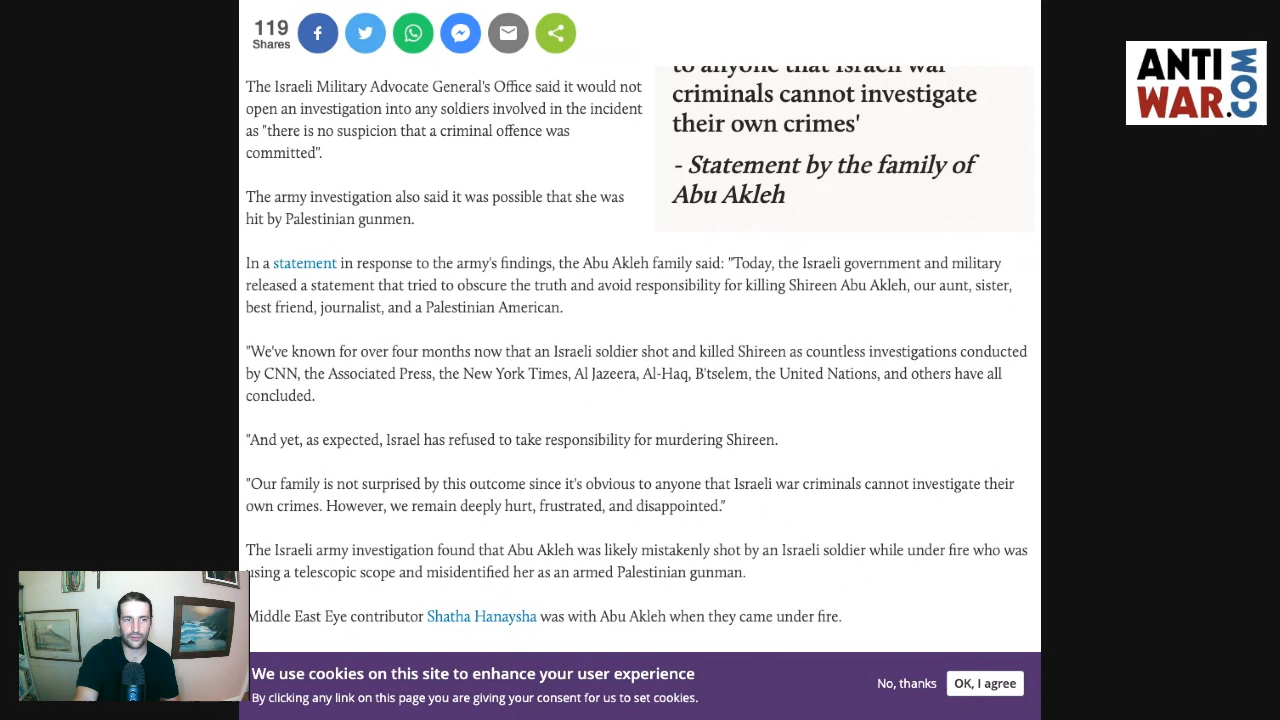 119
Shares
The Israeli Military Advocate General's Office said it would not
open an investigation into any soldiers involved in the incident
as "there is no suspicion that a criminal offence was
committed".
The army investigation also said it was possible that she was
hit by Palestinian gunmen.
to anyone that Israeli war
criminals cannot investigate
their own crimes'
- Statement by the family of
Abu Akleh
ANTI
WAR.COM
In a statement in response to the army's findings, the Abu Akleh family said: "Today, the Israeli government and military
released a statement that tried to obscure the truth and avoid responsibility for killing Shireen Abu Akleh, our aunt, sister,
best friend, journalist, and a Palestinian American.
"We've known for over four months now that an Israeli soldier shot and killed Shireen as countless investigations conducted
by CNN, the Associated Press, the New York Times, Al Jazeera, Al-Haq, B'tselem, the United Nations, and others have all
concluded.
"And yet, as expected, Israel has refused to take responsibility for murdering Shireen.
"Our family is not surprised by this outcome since it's obvious to anyone that Israeli war criminals cannot investigate their
own crimes. However, we remain deeply hurt, frustrated, and disappointed."
The Israeli army investigation found that Abu Akleh was likely mistakenly shot by an Israeli soldier while under fire who was
using a telescopic scope and misidentified her as an armed Palestinian gunman.
Middle East Eye contributor Shatha Hanaysha was with Abu Akleh when they came under fire.
We use cookies on this site to enhance your user experience
By clicking any link on this page you are giving your consent for us to set cookies.
No, thanks
OK, I agree